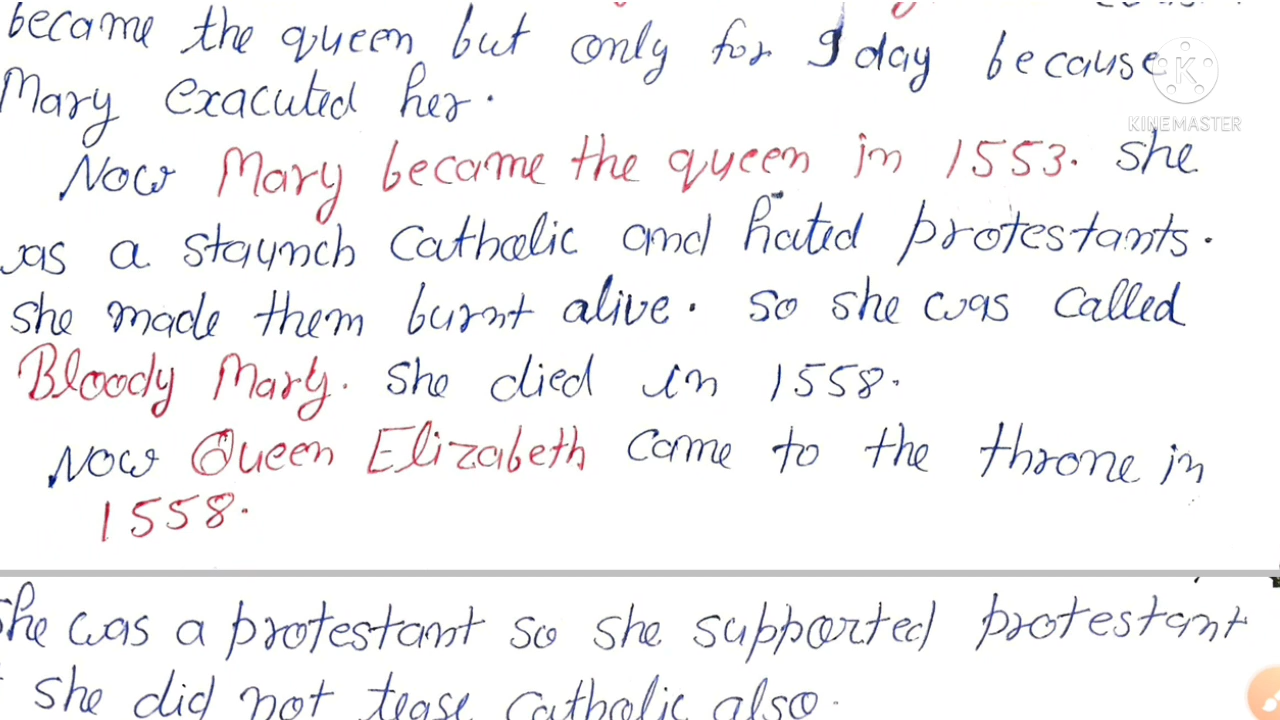 became the queen but only for 9 day because
Mary exacuted her.
KINEMASTER
Now Mary became the queen in 1553. she
was a staunch Catholic and hated protestants.
she made them burnt alive. so she was called
Bloody Mary. she died in 1558.
Now Queen Elizabeth came to the throne in
1558.
She was a protestant so she supported protestant
she did not tease catholic also.